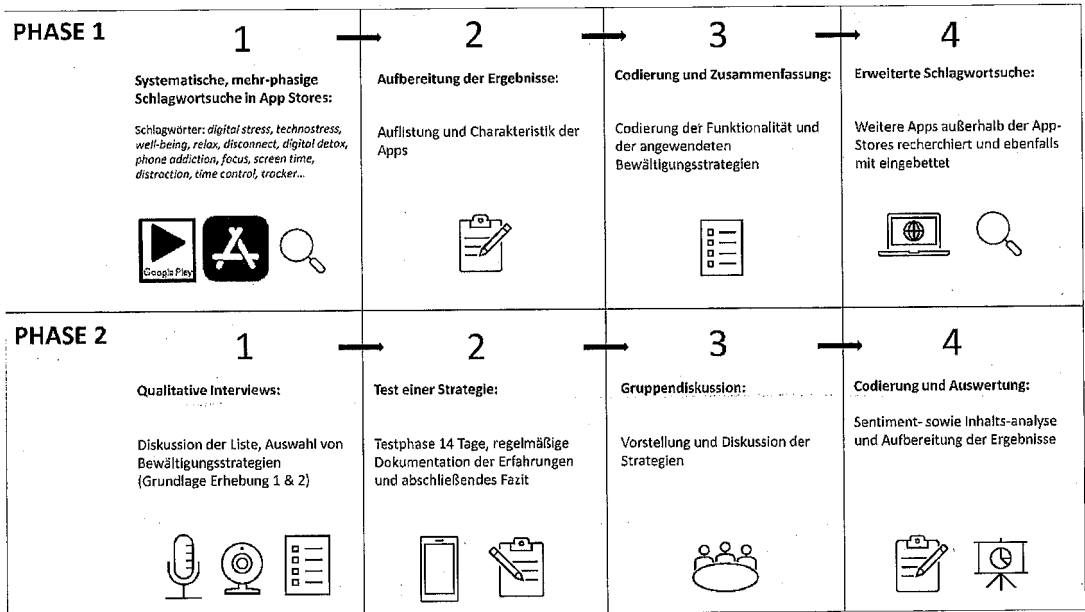 PHASE 1
1
Systematische, mehr-phasige
Schlagwortsuche in App Stores:
Schlagwörter: digital stress, technostress,
well-being, relax, disconnect, digital detox,
phone addiction, focus, screen time,
distraction, time control, tracker...
Google Play
2
Aufbereitung der Ergebnisse:
Auflistung und Charakteristik der
Apps
3
Codierung und Zusammenfassung:
Codierung der Funktionalität und
der angewendeten
Bewältigungsstrategien
4
Erweiterte Schlagwortsuche:
Weitere Apps außerhalb der App-
Stores recherchiert und ebenfalls
mit eingebettet
PHASE 2
1
Qualitative Interviews:
Diskussion der Liste, Auswahl von
Bewältigungsstrategien
(Grundlage Erhebung 1 & 2)
2
Test einer Strategie:
Testphase 14 Tage, regelmäßige
Dokumentation der Erfahrungen
und abschließendes Fazit
3
Gruppendiskussion:
Vorstellung und Diskussion der
Strategien
4
Codierung und Auswertung:
Sentiment- sowie Inhalts-analyse
und Aufbereitung der Ergebnisse